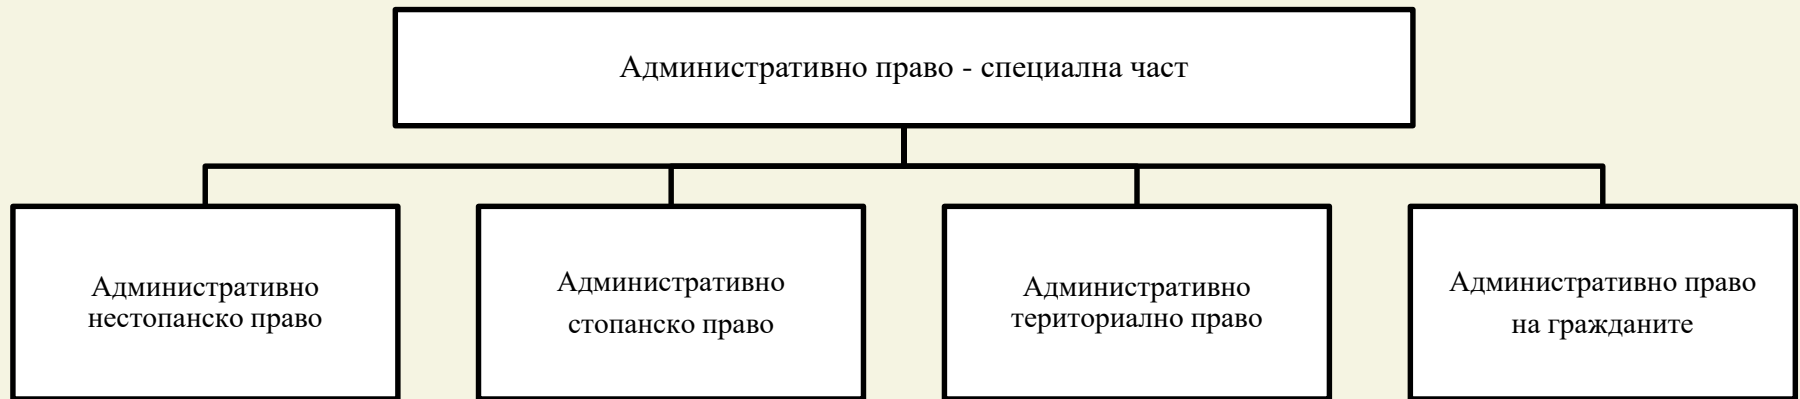 Административно право - специална част
Административно
нестопанско право
Административно
стопанско право
Административно
териториално право
Административно право
на гражданите